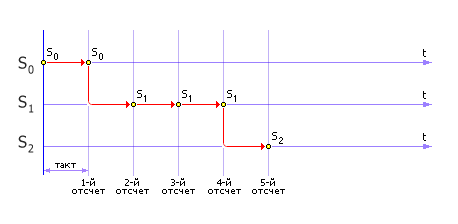 S0 S0 S0 t
S1 S1 S1 S1 t
S2 S2 t
такт
1-й отсчет 2-й отсчет 3-й отсчет 4-й отсчет 5-й отсчет